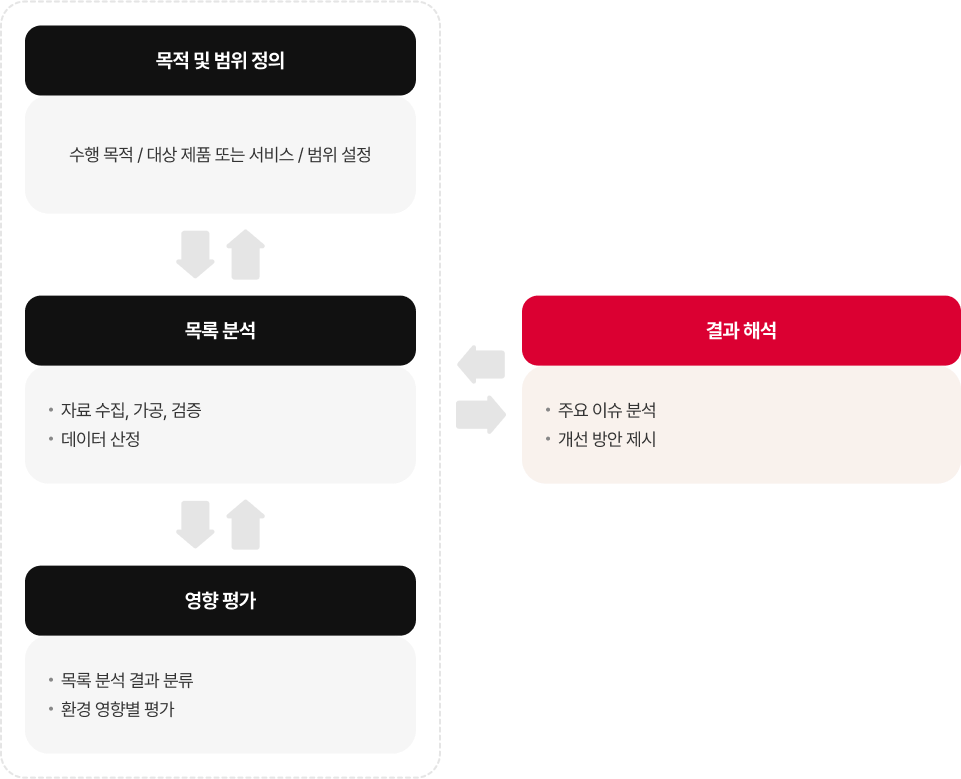 목적 및 범위 정의
수행 목적 / 대상 제품 또는 서비스 / 범위 설정
목록 분석
• 자료 수집, 가공, 검증
• 데이터 산정
결과 해석
• 주요 이슈 분석
• 개선 방안 제시
영향 평가
• 목록 분석 결과 분류
• 환경 영향별 평가